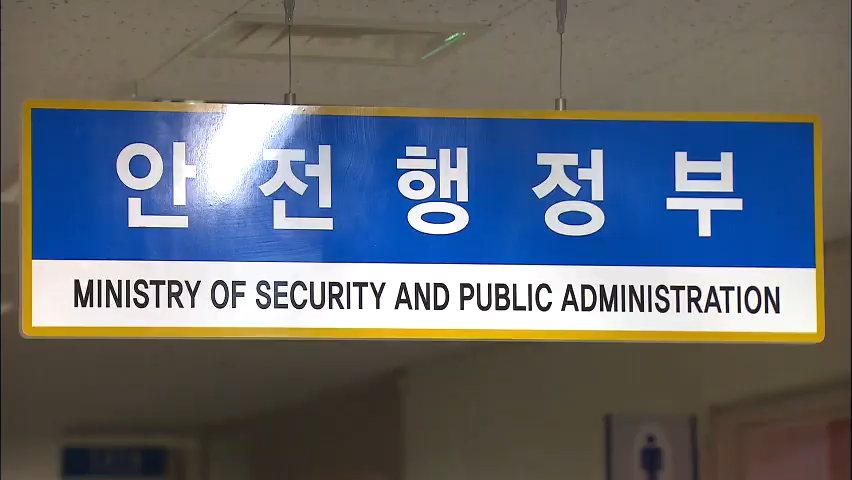 안전행정부
MINISTRY OF SECURITY AND PUBLIC ADMINISTRATION